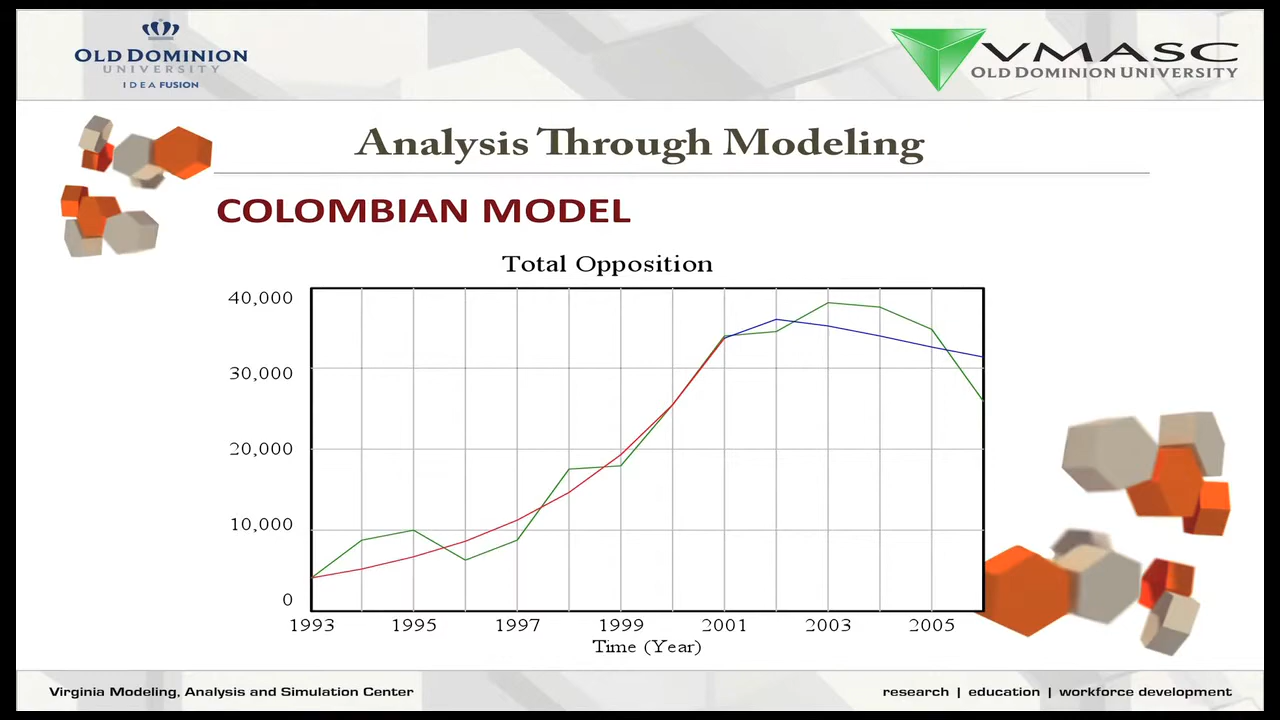 OLD DOMINION
UNIVERSITY
IDEA FUSION
VMASC
OLD DOMINION UNIVERSITY
Analysis Through Modeling
COLOMBIAN MODEL
Total Opposition
40,000
30,000
20,000
10,000
0
1993 1995 1997 1999 2001 2003 2005
Time (Year)
Virginia Modeling, Analysis and Simulation Center
research | education | workforce development